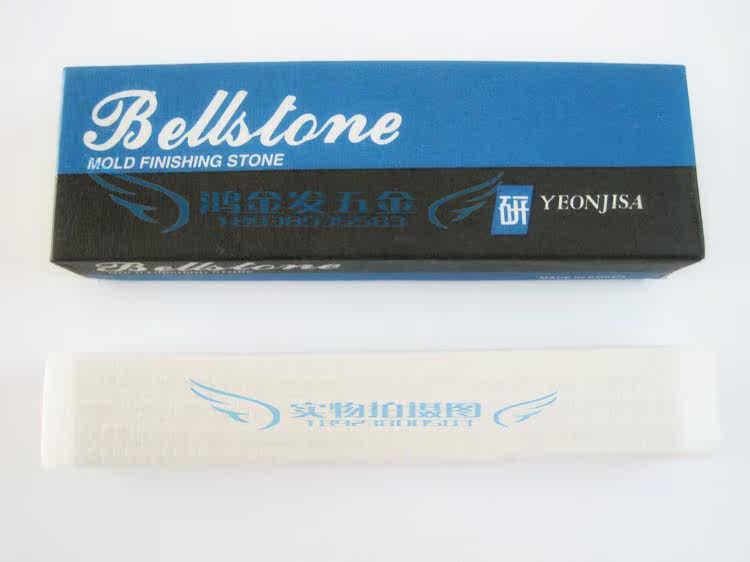 Bellstone
MOLD FINISHING STONE
鸿金发五金
研 YEONJISA
Bellstone
MADE IN KOREA
实物拍摄图